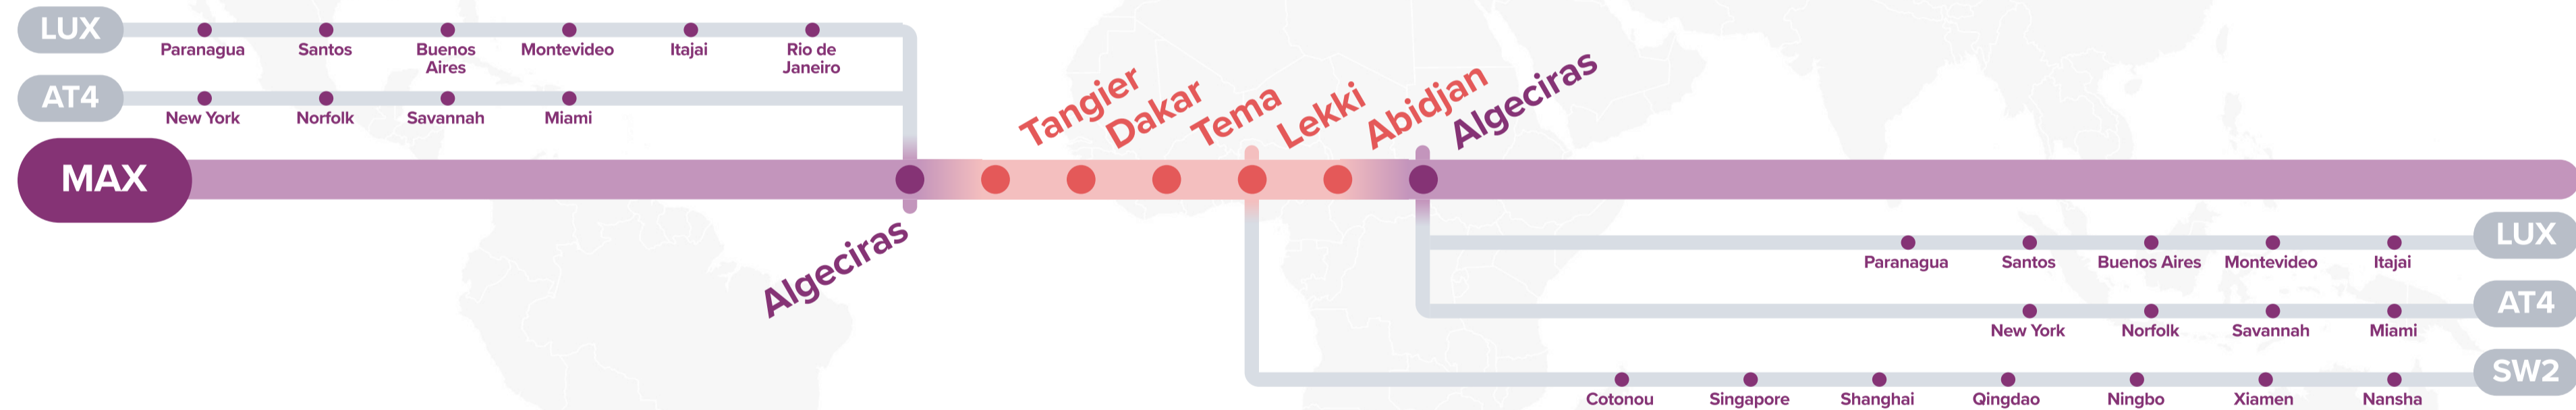 LUX
Paranagua
Santos
Buenos
Aires
Montevideo
Itajai
Rio de
Janeiro
AT4
New York
Norfolk
Savannah
Miami
MAX
Algeciras
Tangier
Dakar
Tema
Lekki
Abidjan
Algeciras
LUX
Paranagua
Santos
Buenos Aires
Montevideo
Itajai
AT4
New York
Norfolk
Savannah
Miami
SW2
Cotonou
Singapore
Shanghai
Qingdao
Ningbo
Xiamen
Nansha